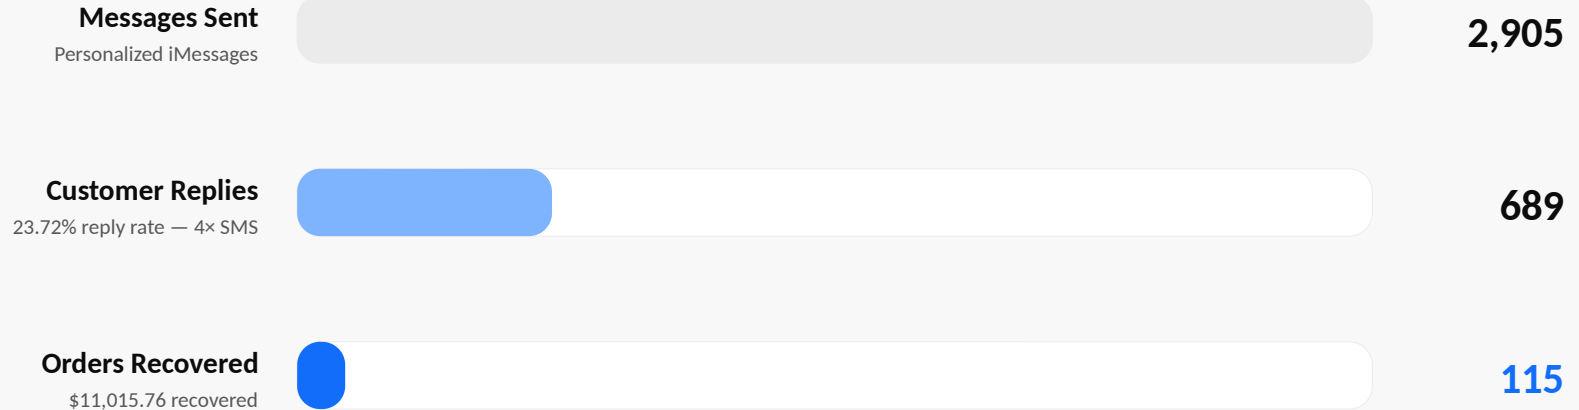 Messages Sent
2,905
Personalized iMessages
Customer Replies
689
23.72% reply rate — 4× SMS
Orders Recovered
115
$11,015.76 recovered